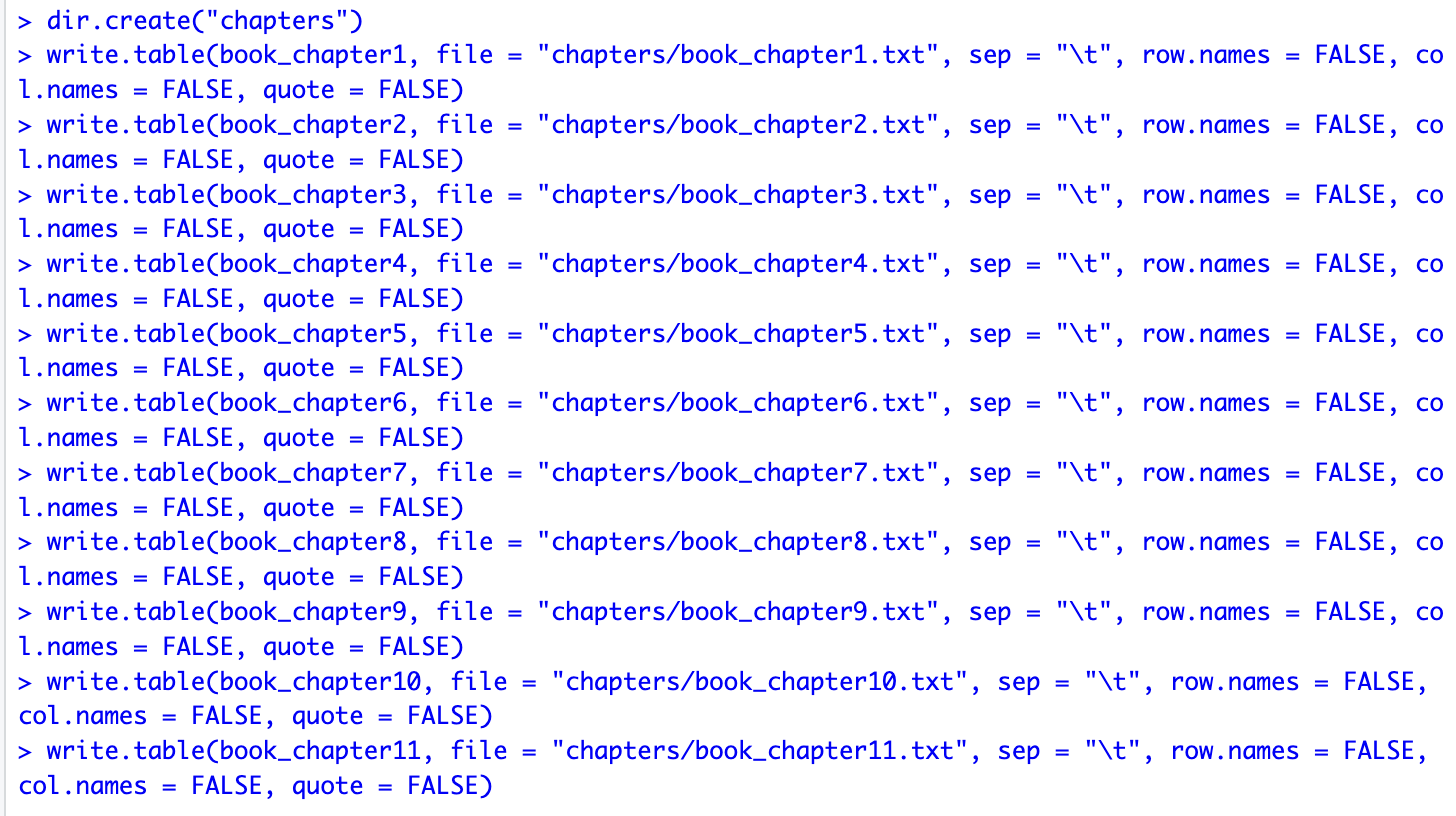 > dir.create("chapters")
> write.table(book_chapter1, file = "chapters/book_chapter1.txt", sep = "\t", row.names = FALSE, co
l.names = FALSE, quote = FALSE)
> write.table(book_chapter2, file = "chapters/book_chapter2.txt", sep = "\t", row.names = FALSE, co
l.names = FALSE, quote = FALSE)
> write.table(book_chapter3, file = "chapters/book_chapter3.txt", sep = "\t", row.names = FALSE, co
l.names = FALSE, quote = FALSE)
> write.table(book_chapter4, file = "chapters/book_chapter4.txt", sep = "\t", row.names = FALSE, co
l.names = FALSE, quote = FALSE)
> write.table(book_chapter5, file = "chapters/book_chapter5.txt", sep = "\t", row.names = FALSE, co
l.names = FALSE, quote = FALSE)
> write.table(book_chapter6, file = "chapters/book_chapter6.txt", sep = "\t", row.names = FALSE, co
l.names = FALSE, quote = FALSE)
> write.table(book_chapter7, file = "chapters/book_chapter7.txt", sep = "\t", row.names = FALSE, co
l.names = FALSE, quote = FALSE)
> write.table(book_chapter8, file = "chapters/book_chapter8.txt", sep = "\t", row.names = FALSE, co
l.names = FALSE, quote = FALSE)
> write.table(book_chapter9, file = "chapters/book_chapter9.txt", sep = "\t", row.names = FALSE, co
l.names = FALSE, quote = FALSE)
> write.table(book_chapter10, file = "chapters/book_chapter10.txt", sep = "\t", row.names = FALSE,
col.names = FALSE, quote = FALSE)
> write.table(book_chapter11, file = "chapters/book_chapter11.txt", sep = "\t", row.names = FALSE,
col.names = FALSE, quote = FALSE)